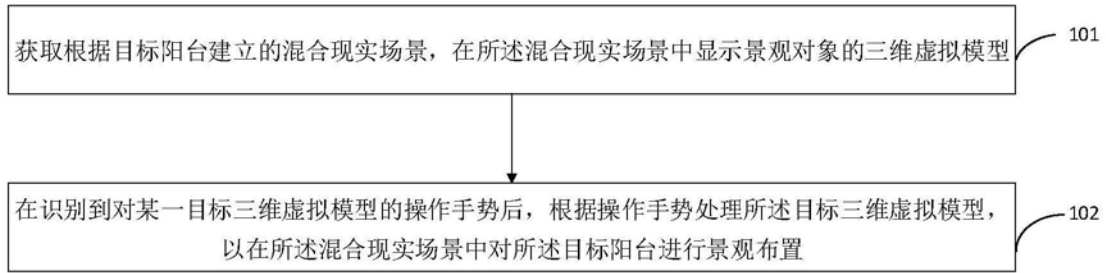 获取根据目标阳台建立的混合现实场景，在所述混合现实场景中显示景观对象的三维虚拟模型
101
在识别到对某一目标三维虚拟模型的操作手势后，根据操作手势处理所述目标三维虚拟模型，
以在所述混合现实场景中对所述目标阳台进行景观布置
102